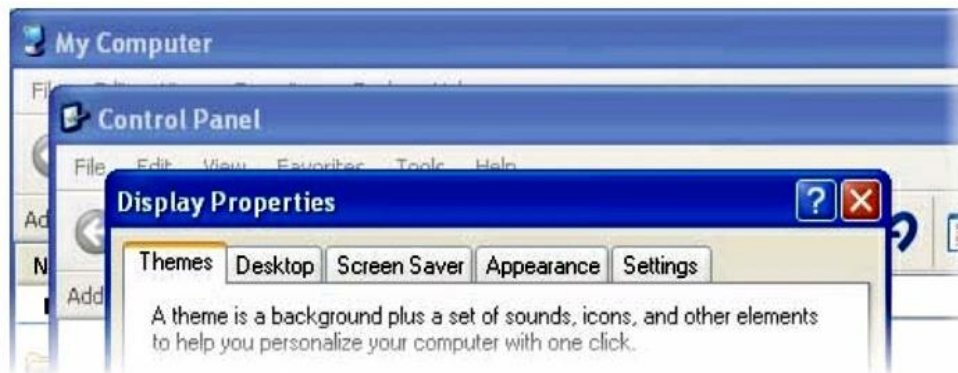 My Computer
Control Panel
File Edit View Favorites Tools Help
Display Properties
Themes Desktop Screen Saver Appearance Settings
A theme is a background plus a set of sounds, icons, and other elements
to help you personalize your computer with one click.